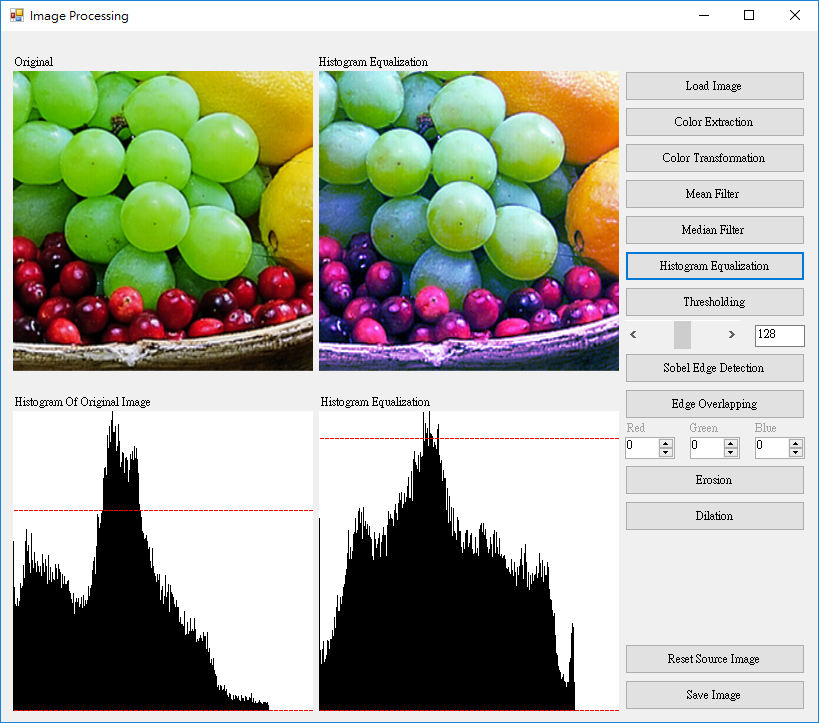 Image Processing
Original
Histogram Equalization
Load Image
Color Extraction
Color Transformation
Mean Filter
Median Filter
Histogram Equalization
Thresholding
128
Sobel Edge Detection
Edge Overlapping
Red Green Blue
0 0 0
Erosion
Dilation
Histogram Of Original Image
Histogram Equalization
Reset Source Image
Save Image